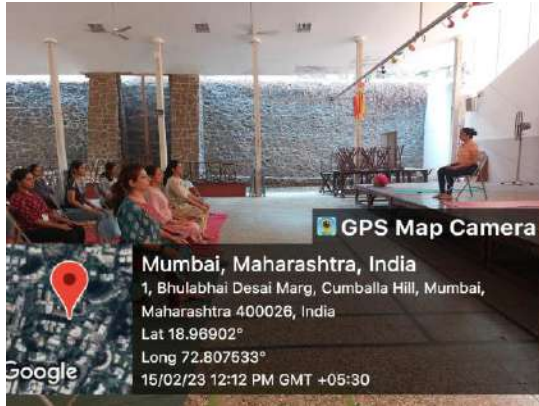 GPS Map Camera
Mumbai, Maharashtra, India
1, Bhulabhai Desai Marg, Cumballa Hill, Mumbai,
Maharashtra 400026, India
Lat 18.96902°
Long 72.807633°
15/02/23 12:12 PM GMT +05:30
Google